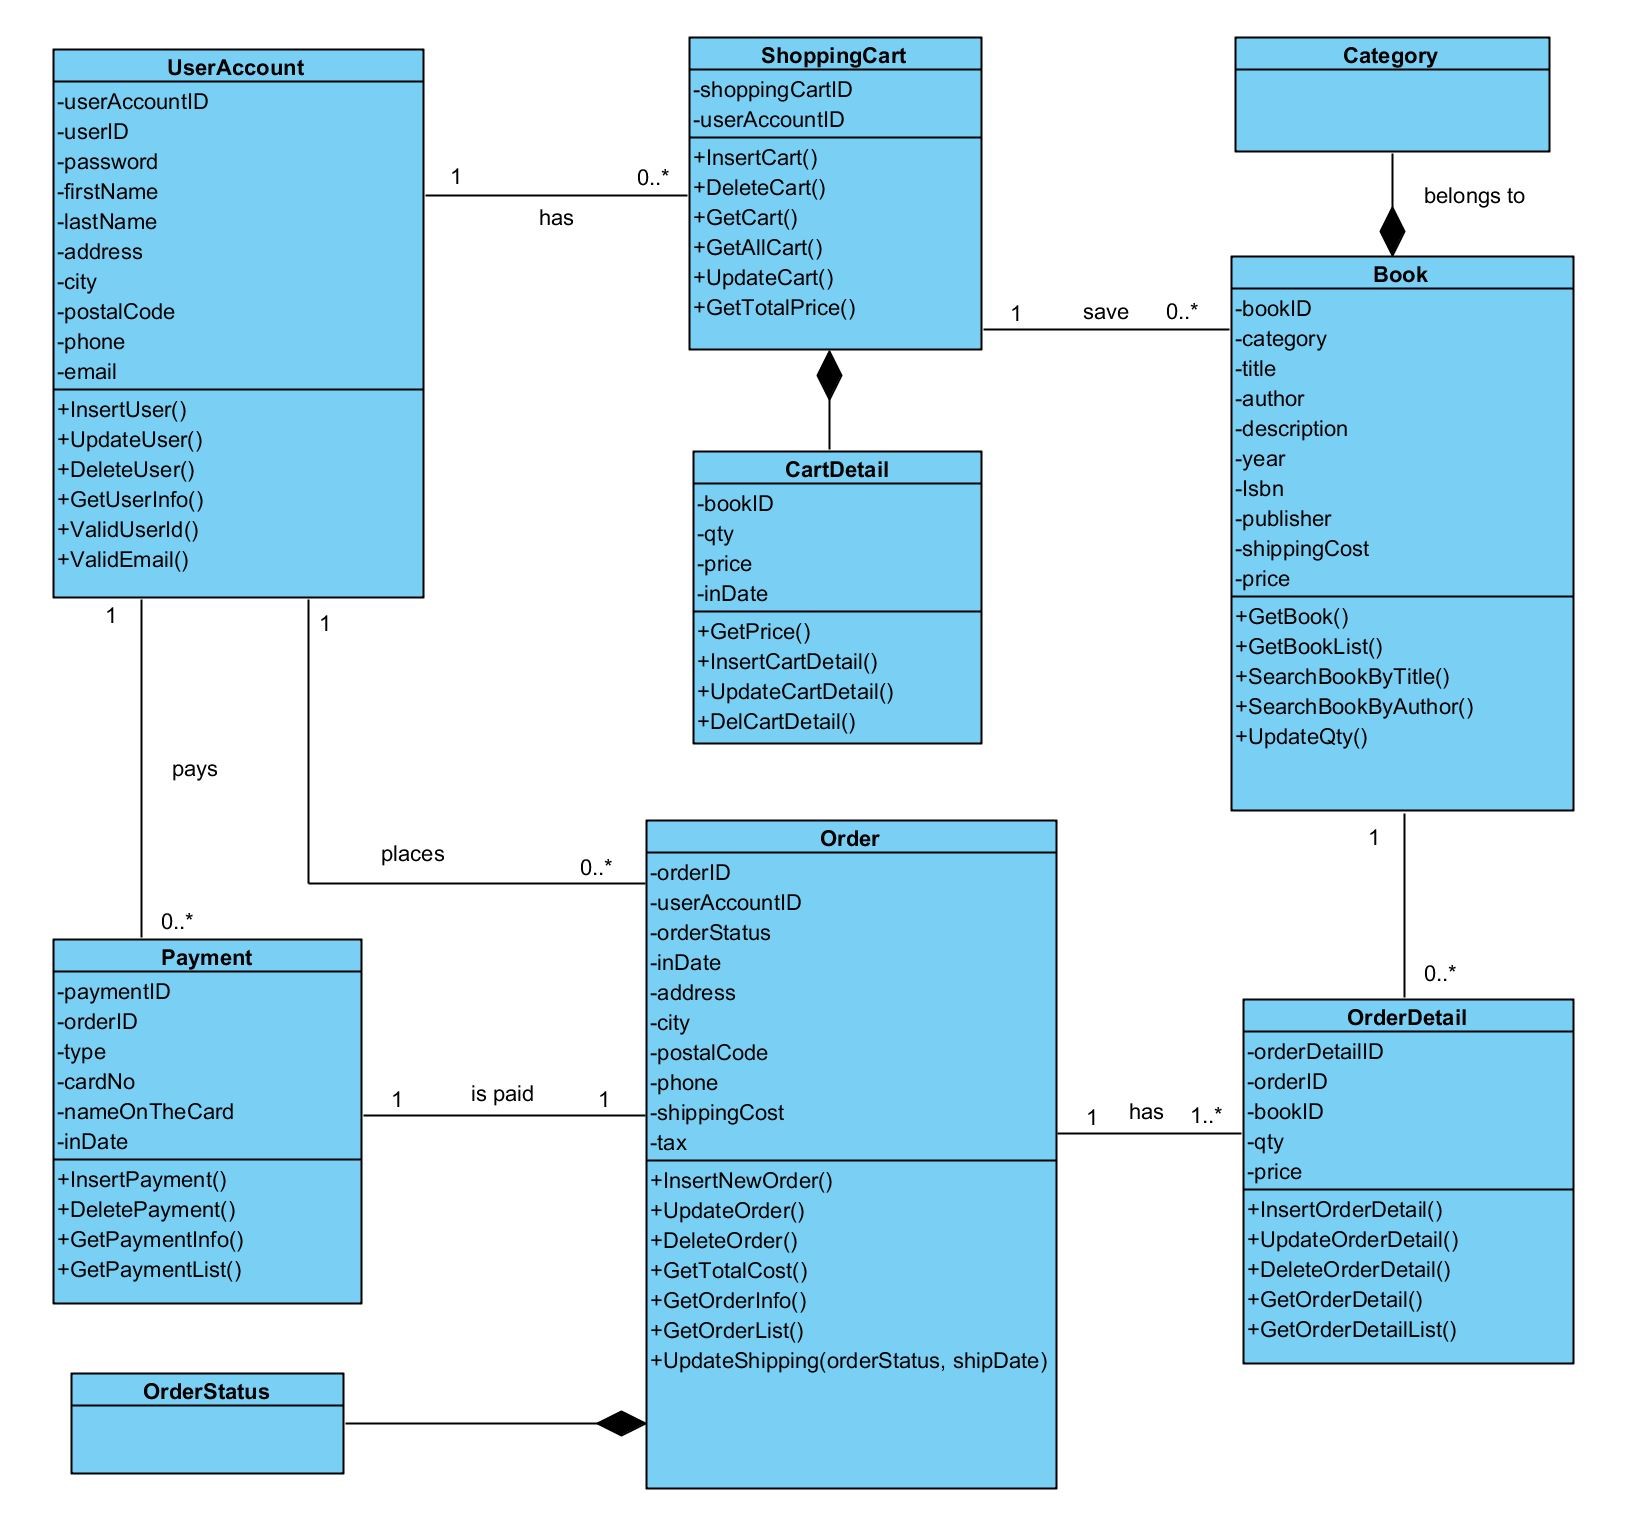 UserAccount
-userAccountID
-userID
-password
-firstName
-lastName
-address
-city
-postalCode
-phone
-email
+InsertUser()
+UpdateUser()
+DeleteUser()
+GetUserInfo()
+ValidUserId()
+ValidEmail()
1
0..*
has
ShoppingCart
-shoppingCartID
-userAccountID
+InsertCart()
+DeleteCart()
+GetCart()
+GetAllCart()
+UpdateCart()
+GetTotalPrice()
1
save
0..*
Category
belongs to
Book
-bookID
-category
-title
-author
-description
-year
-Isbn
-publisher
-shippingCost
-price
+GetBook()
+GetBookList()
+SearchBookByTitle()
+SearchBookByAuthor()
+UpdateQty()
CartDetail
-bookID
-qty
-price
-inDate
+GetPrice()
+InsertCartDetail()
+UpdateCartDetail()
+DelCartDetail()
1
pays
0..*
1
places
0..*
1
0..*
Payment
-paymentID
-orderID
-type
-cardNo
-nameOnTheCard
-inDate
+InsertPayment()
+DeletePayment()
+GetPaymentInfo()
+GetPaymentList()
1
is paid
1
Order
-orderID
-userAccountID
-orderStatus
-inDate
-address
-city
-postalCode
-phone
-shippingCost
-tax
+InsertNewOrder()
+UpdateOrder()
+DeleteOrder()
+GetTotalCost()
+GetOrderInfo()
+GetOrderList()
+UpdateShipping(orderStatus, shipDate)
1
has
1..*
OrderDetail
-orderDetailID
-orderID
-bookID
-qty
-price
+InsertOrderDetail()
+UpdateOrderDetail()
+DeleteOrderDetail()
+GetOrderDetail()
+GetOrderDetailList()
OrderStatus